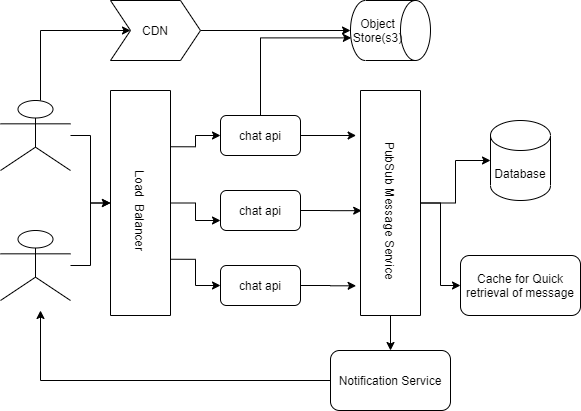 CDN
Object
Store(s3)
chat api
Load Balancer
PubSub Message Service
chat api
Database
chat api
Cache for Quick
retrieval of message
Notification Service